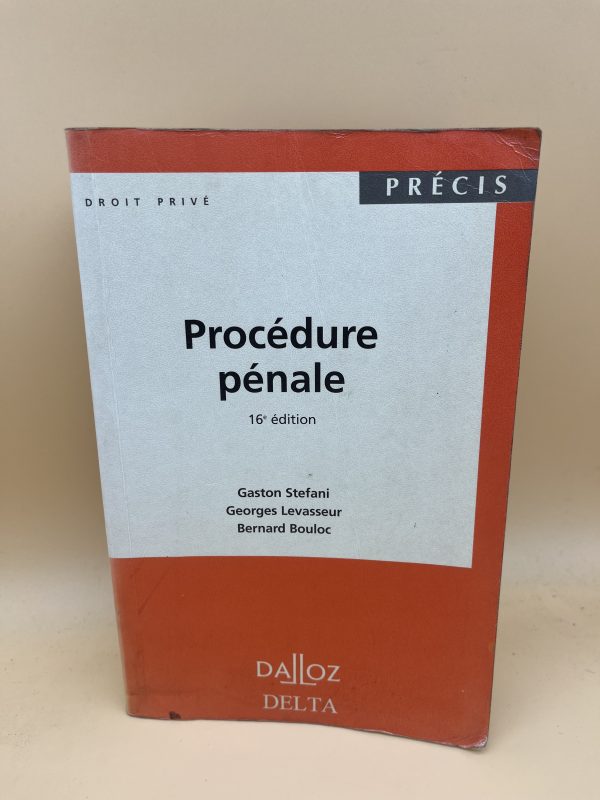 PRÉCIS
DROIT PRIVÉ
Procédure
pénale
16e édition
Gaston Stefani
Georges Levasseur
Bernard Bouloc
DALLOZ
DELTA